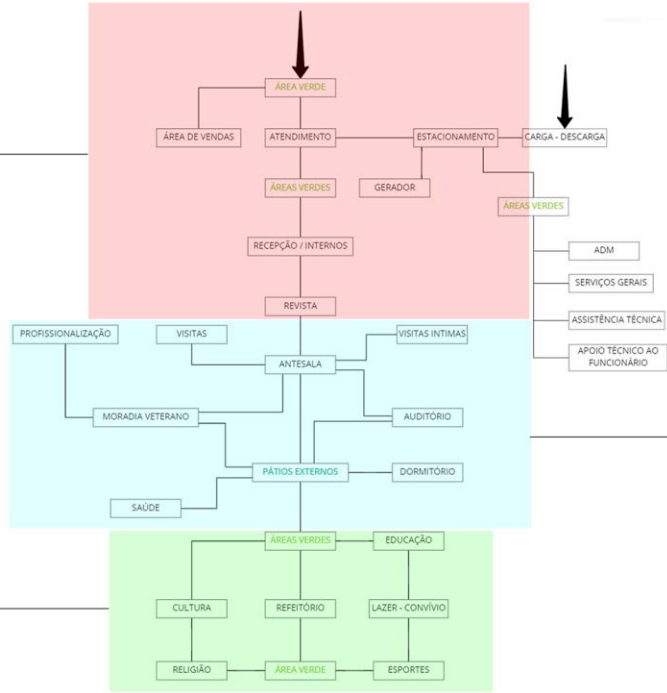 ÁREA VERDE
ÁREA DE VENDAS
ATENDIMENTO
ESTACIONAMENTO
CARGA - DESCARGA
ÁREAS VERDES
GERADOR
ÁREAS VERDES
RECEPÇÃO / INTERNOS
ADM
SERVIÇOS GERAIS
REVISTA
ASSISTÊNCIA TÉCNICA
PROFISSIONALIZAÇÃO
VISITAS
VISITAS INTIMAS
APOIO TÉCNICO AO
FUNCIONÁRIO
ANTESALA
MORADIA VETERANO
AUDITÓRIO
PÁTIOS EXTERNOS
DORMITÓRIO
SAÚDE
ÁREAS VERDES
EDUCAÇÃO
CULTURA
REFEITÓRIO
LAZER - CONVÍVIO
RELIGIÃO
ÁREA VERDE
ESPORTES